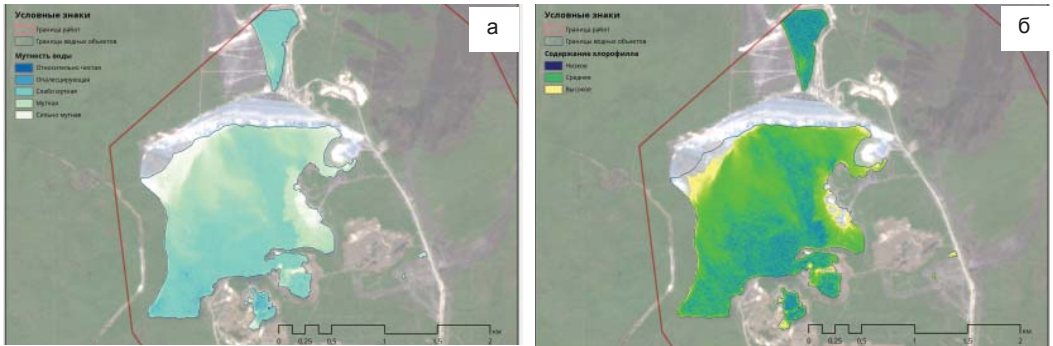 Условные знаки
Граница работ
Границы водных объектов
Мутность воды
Относительно чистая
Опалесцирующая
Слабо мутная
Мутная
Сильно мутная
а
0 0,25 0,5 1 1,5 2 км
Условные знаки
Граница работ
Границы водных объектов
Содержание хлорофилла
Низкое
Среднее
Высокое
б
0 0,25 0,5 1 1,5 2 км